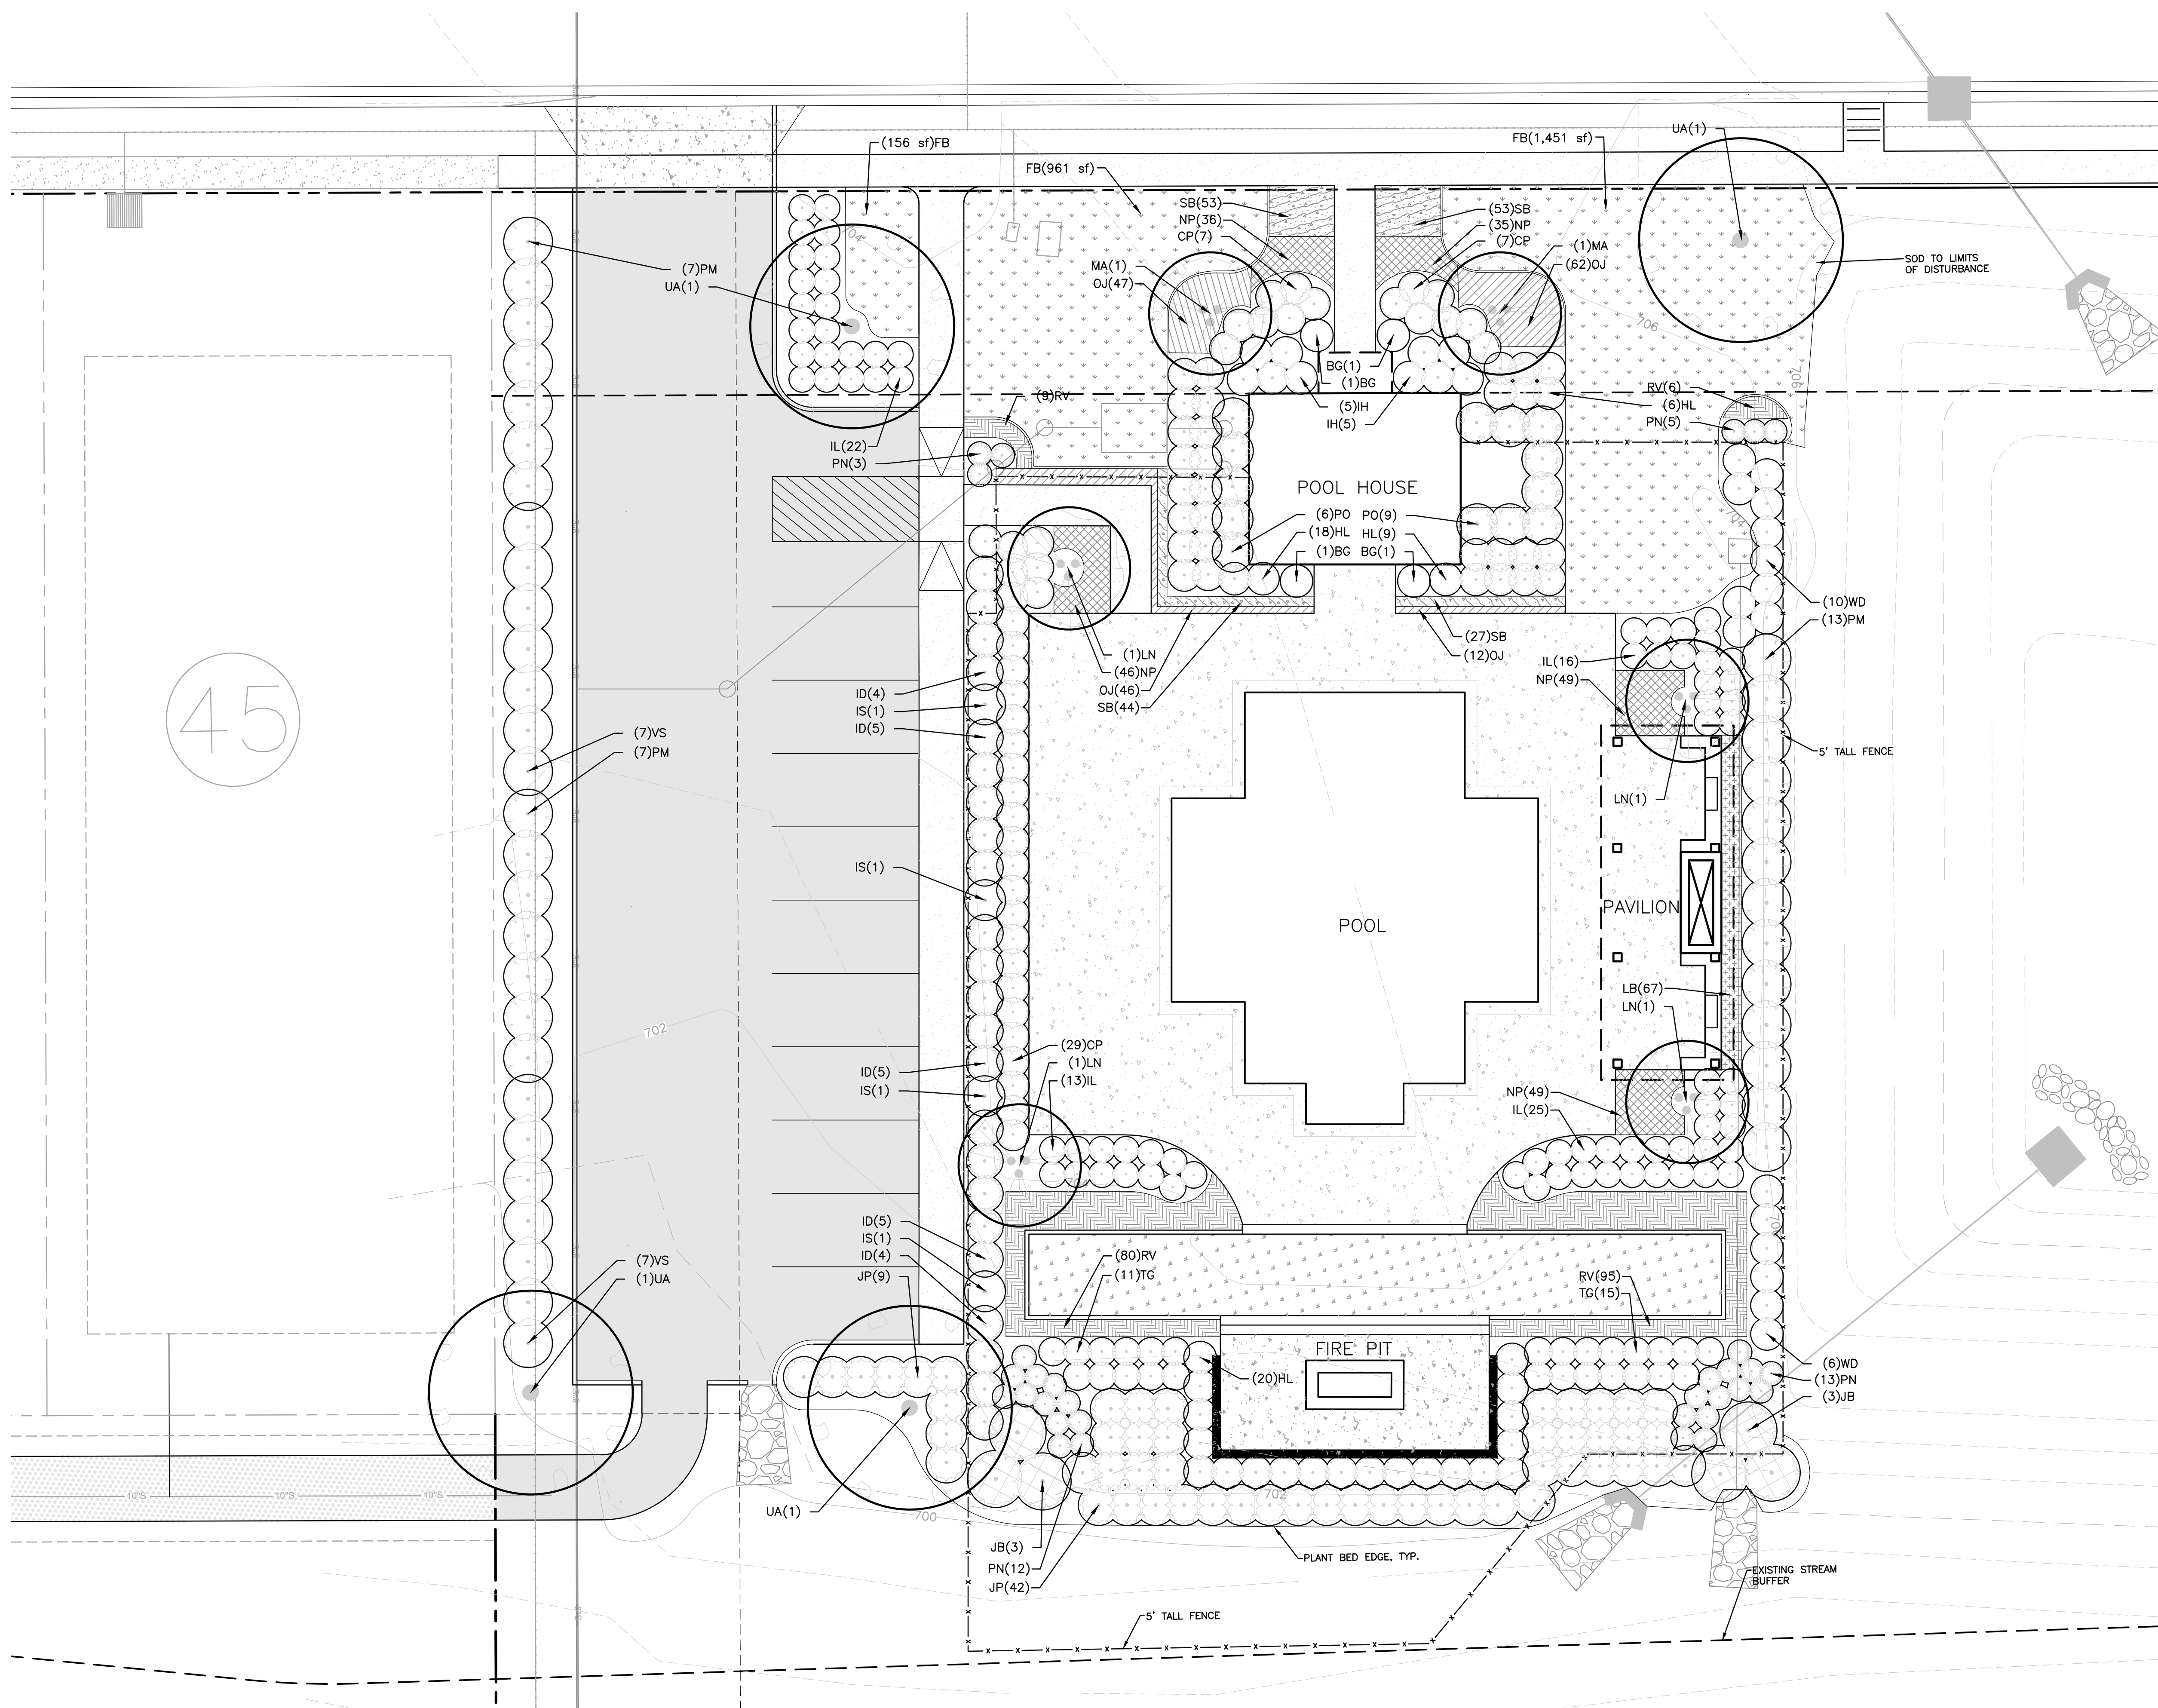 (156 sf)FB
FB(961 sf)
FB(1,451 sf)
UA(1)
SB(53)
NP(36)
CP(7)
(53)SB
(35)NP
(7)CP
MA(1)
OJ(47)
(1)MA
(62)OJ
SOD TO LIMITS
OF DISTURBANCE
(7)PM
UA(1)
704
706
706
BG(1)
(1)BG
(5)IH
IH(5)
(9)RV
RV(6)
(6)HL
PN(5)
IL(22)
PN(3)
POOL HOUSE
(6)PO PO(9)
(18)HL HL(9)
(1)BG BG(1)
704
(10)WD
(13)PM
(27)SB
(12)OJ
(1)LN
(46)NP
OJ(46)
SB(44)
IL(16)
NP(49)
45
ID(4)
IS(1)
ID(5)
(7)VS
(7)PM
5' TALL FENCE
LN(1)
IS(1)
PAVILION
POOL
LB(67)
LN(1)
702
(29)CP
(1)LN
(13)IL
ID(5)
IS(1)
NP(49)
IL(25)
ID(5)
IS(1)
ID(4)
JP(9)
(7)VS
(1)UA
(80)RV
(11)TG
RV(95)
TG(15)
FIRE PIT
(20)HL
(6)WD
(13)PN
(3)JB
10"S
10"S
10"S
702
700
UA(1)
JB(3)
PN(12)
JP(42)
PLANT BED EDGE, TYP.
EXISTING STREAM
BUFFER
5' TALL FENCE